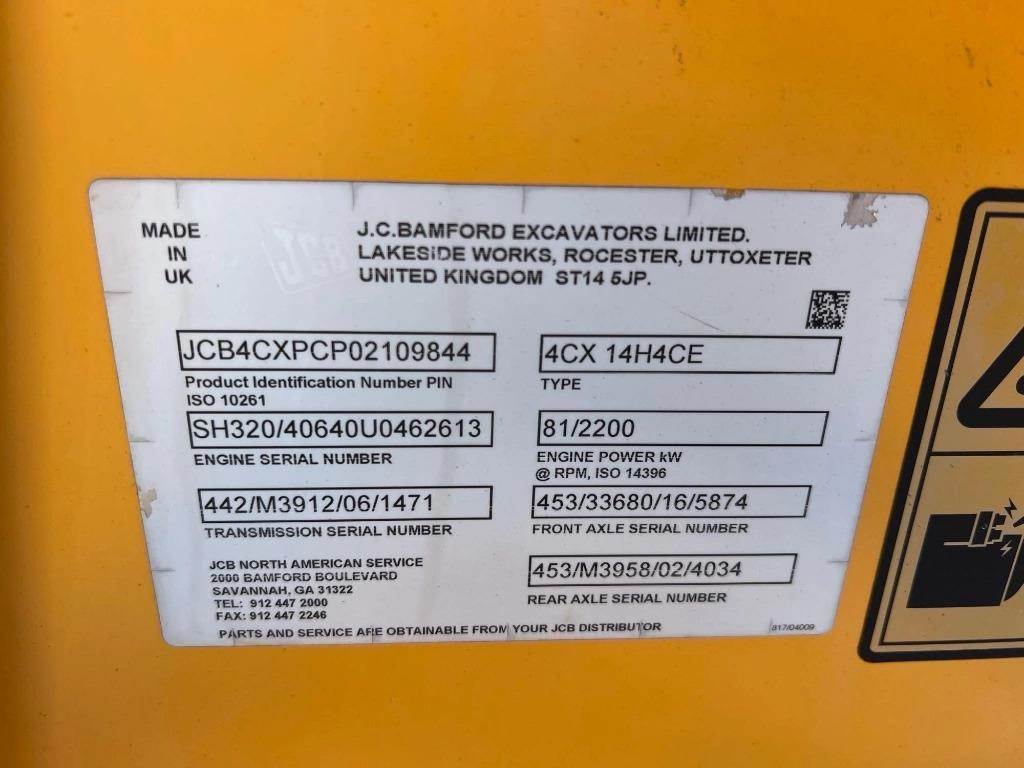 MADE
IN
UK
J.C.BAMFORD EXCAVATORS LIMITED.
LAKESIDE WORKS, ROCESTER, UTTOXETER
UNITED KINGDOM ST14 5JP.
JCB
JCB4CXPCP02109844
Product Identification Number PIN
ISO 10261
4CX 14H4CE
TYPE
SH320/40640U0462613
ENGINE SERIAL NUMBER
81/2200
ENGINE POWER kW
@ RPM, ISO 14396
442/M3912/06/1471
TRANSMISSION SERIAL NUMBER
453/33680/16/5874
FRONT AXLE SERIAL NUMBER
453/M3958/02/4034
REAR AXLE SERIAL NUMBER
JCB NORTH AMERICAN SERVICE
2000 BAMFORD BOULEVARD
SAVANNAH, GA 31322
TEL: 912 447 2000
FAX: 912 447 2246
PARTS AND SERVICE ARE OBTAINABLE FROM YOUR JCB DISTRIBUTOR
817/04009